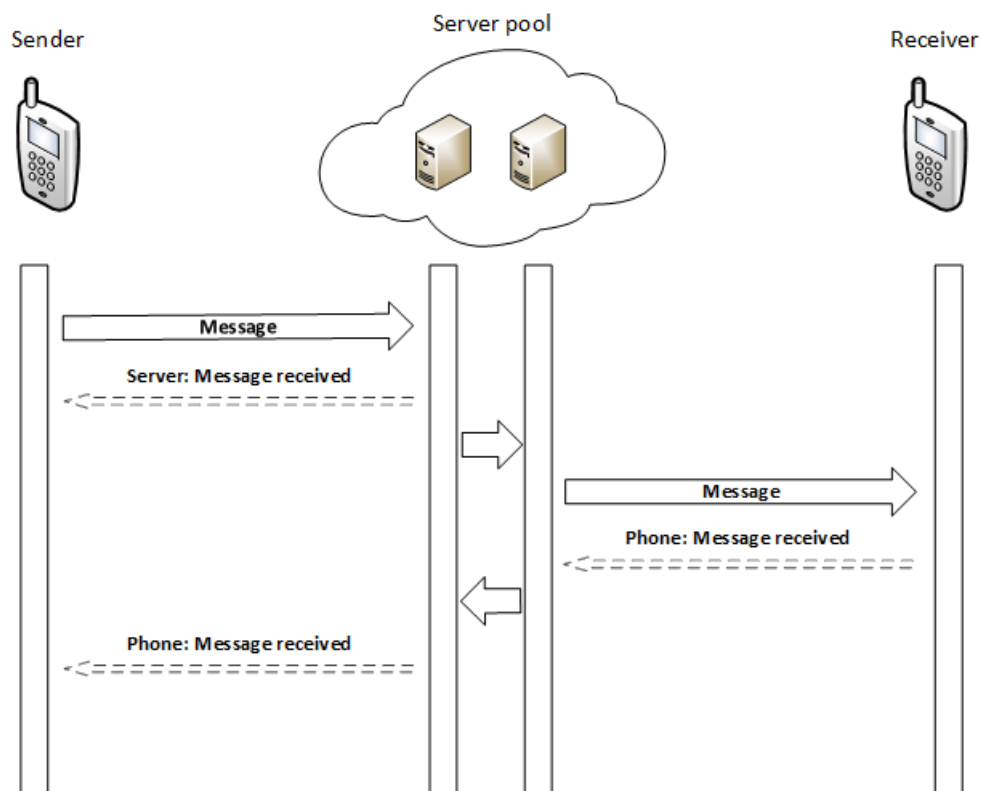 Sender
Server pool
Receiver
Message
Server: Message received
Message
Phone: Message received
Phone: Message received